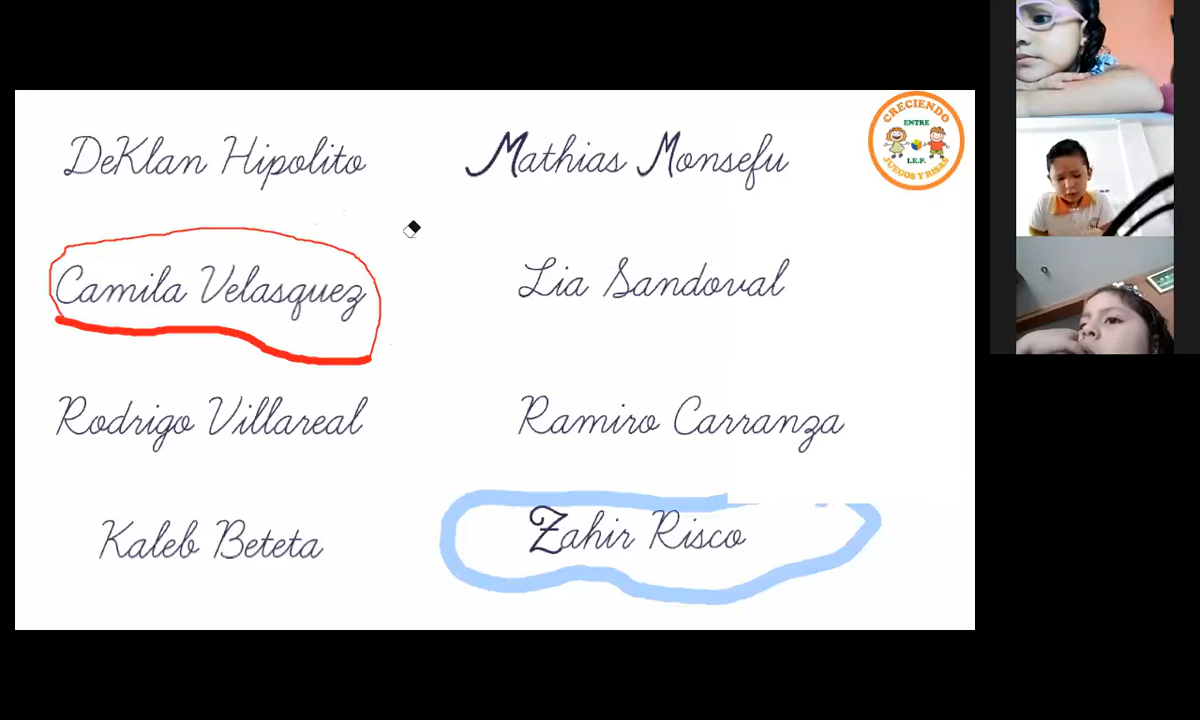 DeKlan Hipolito
Mathias Monsefu
Camila Velasquez
Lia Sandoval
Rodrigo Villareal
Ramiro Carranza
Kaleb Beteta
Zahir Risco
CRECIENDO
ENTRE
I.E.P.
JUEGOS Y RISAS